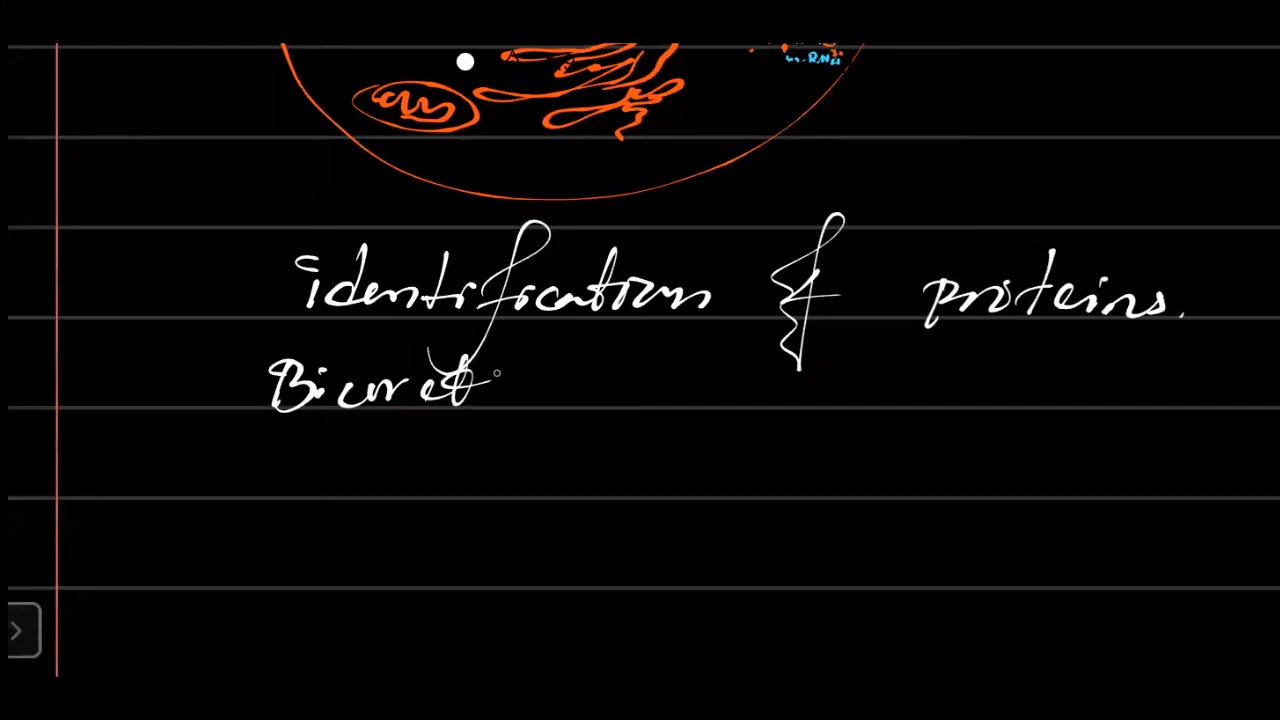 identification of proteins.
Biuret